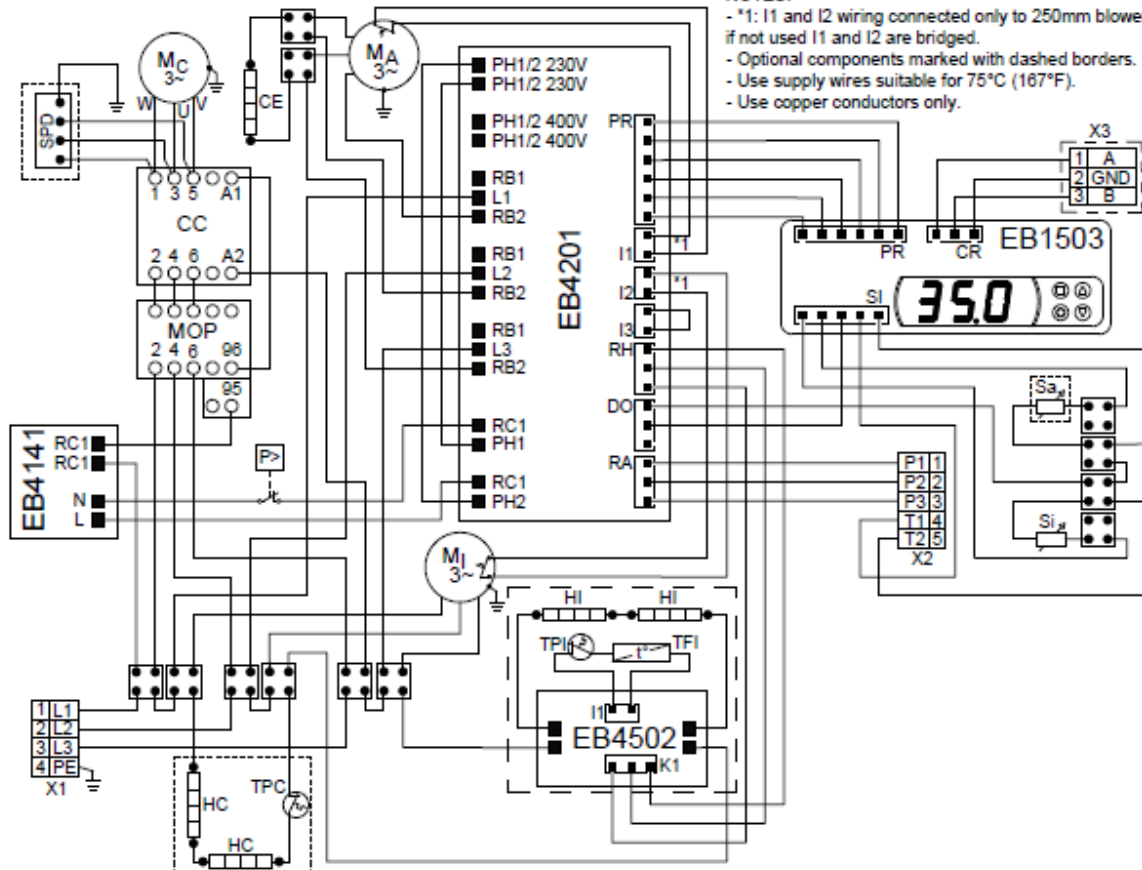 - *1: I1 and I2 wiring connected only to 250mm
if not used I1 and I2 are bridged.
- Optional components marked with dashed borders.
- Use supply wires suitable for 75°C (167°F).
- Use copper conductors only.
MC
3~
W
U
V
SPD
1 3 5 A1
CC
2 4 6 A2
MOP
2 4 6 96
95
CE
MA
3~
PH1/2 230V
PH1/2 230V
PH1/2 400V
PH1/2 400V
RB1
L1
RB2
RB1
L2
RB2
RB1
L3
RB2
RC1
PH1
RC1
PH2
EB4201
PR
I1
*1
I2
*1
I3
RH
DO
RA
X3
1 A
2 GND
3 B
PR
CR
EB1503
SI
35.0
Sa
Si
P1 1
P2 2
P3 3
T1 4
T2 5
X2
EB4141
RC1
RC1
N
L
P>
MI
3~
HI
HI
TPI
t°
TFI
I1
EB4502
K1
1 L1
2 L2
3 L3
4 PE
X1
HC
TPC
HC